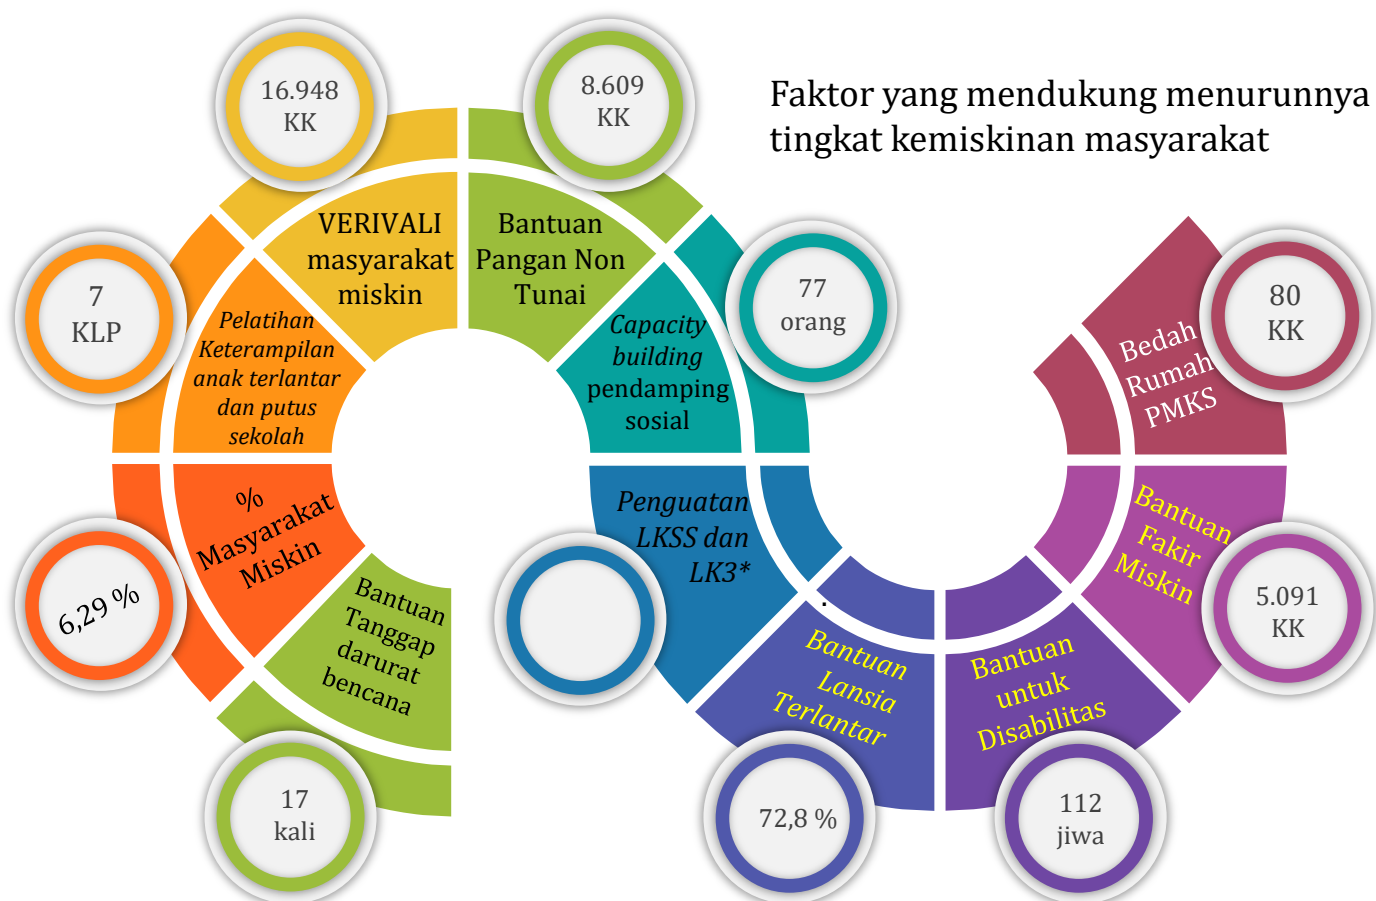 Faktor yang mendukung menurunnya
tingkat kemiskinan masyarakat
17
kali
Bantuan
Tanggap
darurat
bencana
6,29 %
%
Masyarakat
Miskin
7
KLP
Pelatihan
Keterampilan
anak terlantar
dan putus
sekolah
16.948
KK
VERIVALI
masyarakat
miskin
8.609
KK
Bantuan
Pangan Non
Tunai
77
orang
Capacity
building
pendamping
sosial
Penguatan
LKSS dan
LK3*
.
Bantuan
Lansia
Terlantar
72,8 %
Bantuan
untuk
Disabilitas
112
jiwa
Bantuan
Fakir
Miskin
5.091
KK
Bedah
Rumah
PMKS
80
KK